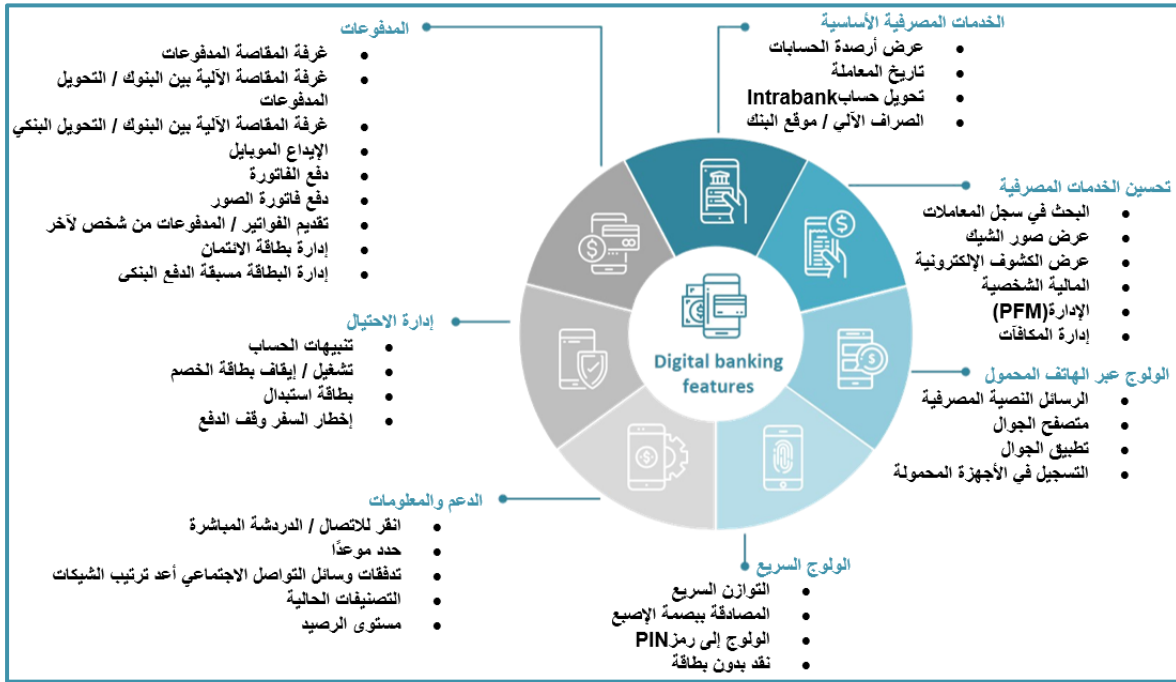 الخدمات المصرفية الأساسية
عرض أرصدة الحسابات
تاريخ المعاملة
تحويل حسابIntrabank
الصراف الآلي / موقع البنك
تحسين الخدمات المصرفية
البحث في سجل المعاملات
عرض صور الشيك
عرض الكشوف الإلكترونية
المالية الشخصية
الإدارة(PFM)
إدارة المكافآت
الولوج عبر الهاتف المحمول
الرسائل النصية المصرفية
متصفح الجوال
تطبيق الجوال
التسجيل في الأجهزة المحمولة
الولوج السريع
التوازن السريع
المصادقة ببصمة الإصبع
الولوج إلى رمزPIN
نقد بدون بطاقة
الدعم والمعلومات
انقر للاتصال / الدردشة المباشرة
حدد موعدًا
تدفقات وسائل التواصل الاجتماعي أعد ترتيب الشيكات
التصنيفات الحالية
مستوى الرصيد
إدارة الاحتيال
تنبيهات الحساب
تشغيل / إيقاف بطاقة الخصم
بطاقة استبدال
إخطار السفر وقف الدفع
المدفوعات
غرفة المقاصة المدفوعات
غرفة المقاصة الآلية بين البنوك / التحويل
المدفوعات
غرفة المقاصة الآلية بين البنوك / التحويل البنكي
الإيداع الموبايل
دفع الفاتورة
دفع فاتورة الصور
تقديم الفواتير / المدفوعات من شخص لآخر
إدارة بطاقة الائتمان
إدارة البطاقة مسبقة الدفع البنكي
Digital banking
features